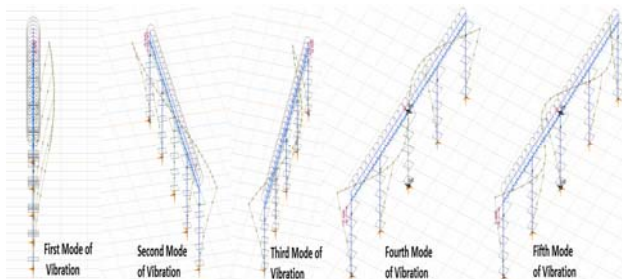 First Mode of
Vibration
Second Mode
of Vibration
Third Mode of
Vibration
Fourth Mode
of Vibration
Fifth Mode
of Vibration